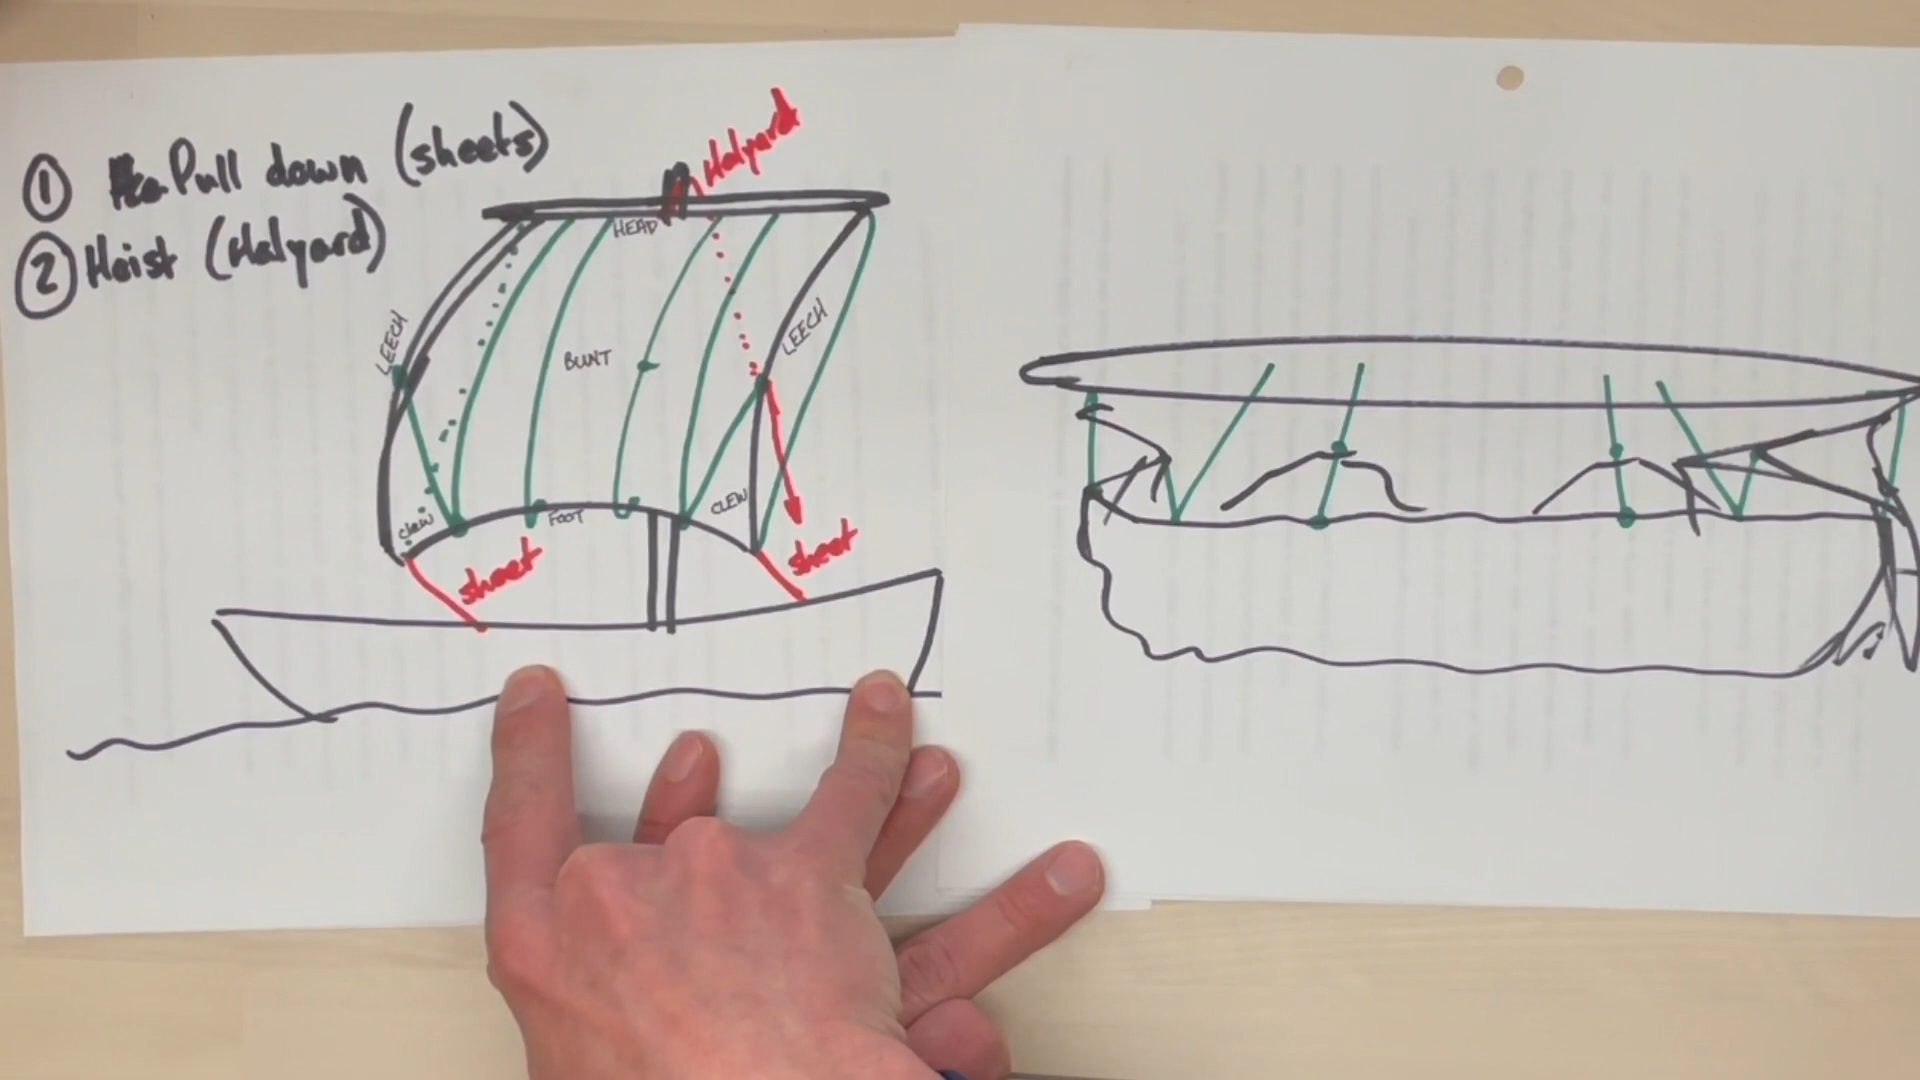 ① Pull down (sheets)
② Hoist (Halyard)
Halyard
HEAD
LEECH
LEECH
BUNT
CLEW
CLEW
FOOT
sheet
sheet